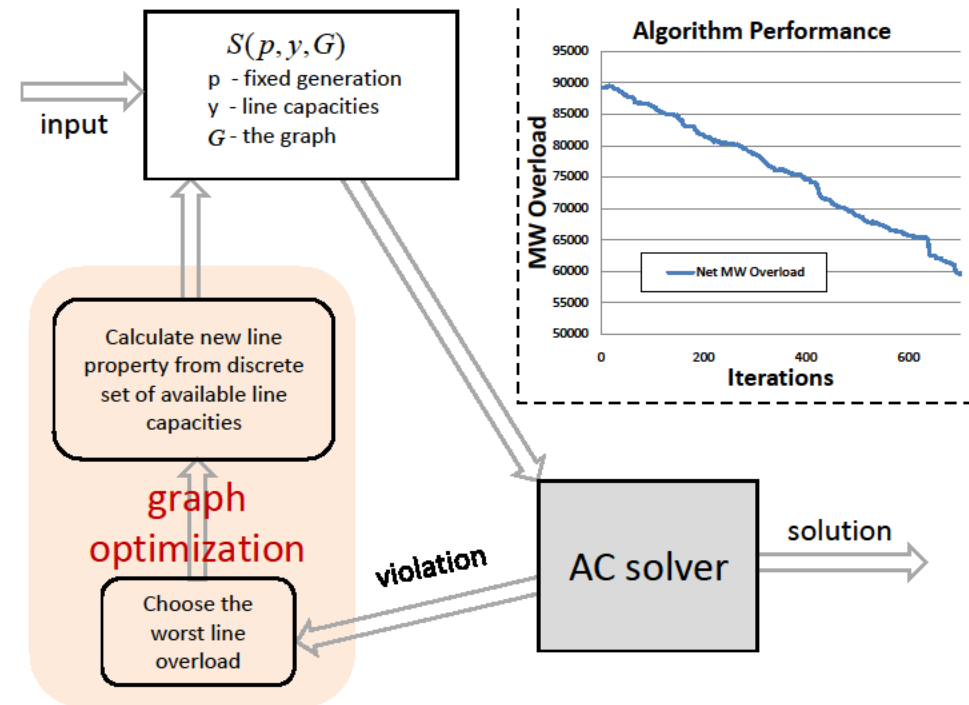 S(p, y, G)
p - fixed generation
y - line capacities
G - the graph
input
Calculate new line
property from discrete
set of available line
capacities
graph
optimization
Choose the
worst line
overload
violation
AC solver
solution
Algorithm Performance
MW Overload
95000
90000
85000
80000
75000
70000
65000
60000
55000
50000
Net MW Overload
0
200
400
600
Iterations